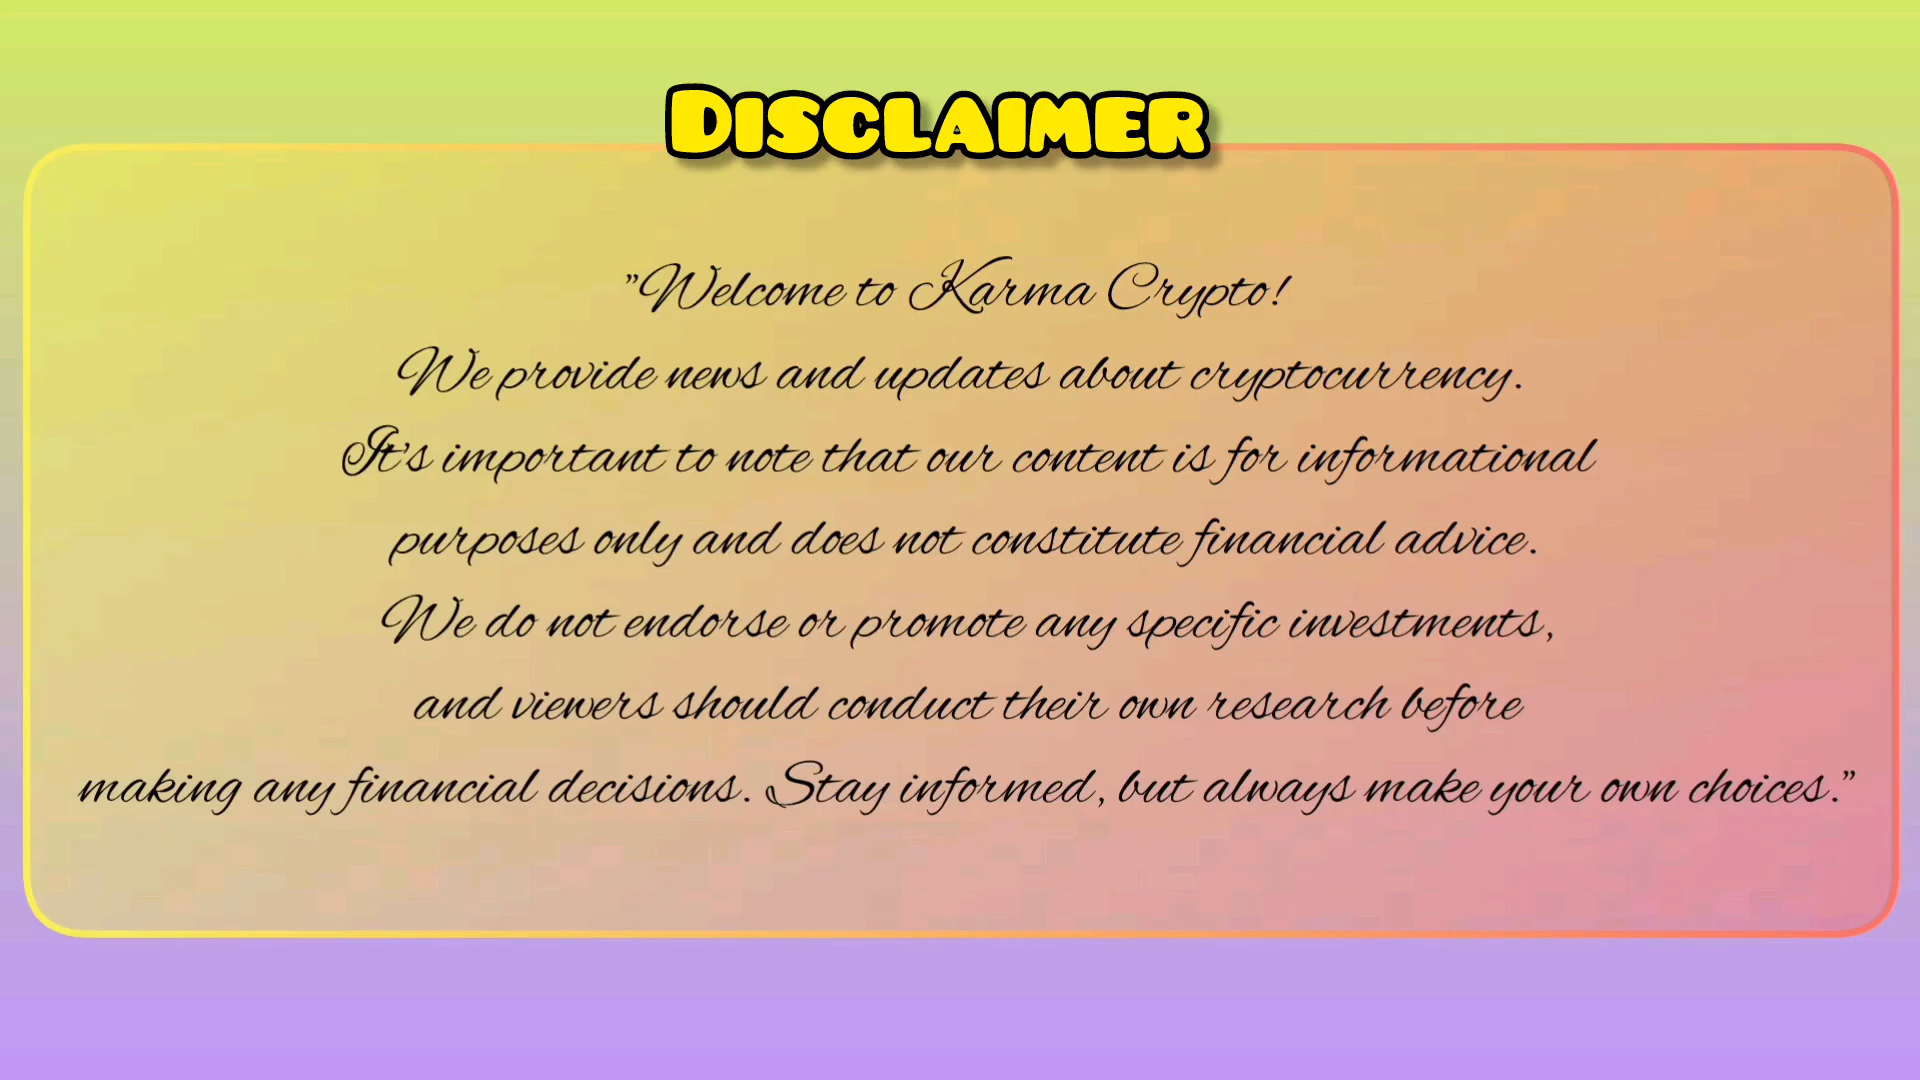 Disclaimer
"Welcome to Karma Crypto!
We provide news and updates about cryptocurrency.
It's important to note that our content is for informational
purposes only and does not constitute financial advice.
We do not endorse or promote any specific investments,
and viewers should conduct their own research before
making any financial decisions. Stay informed, but always make your own choices."